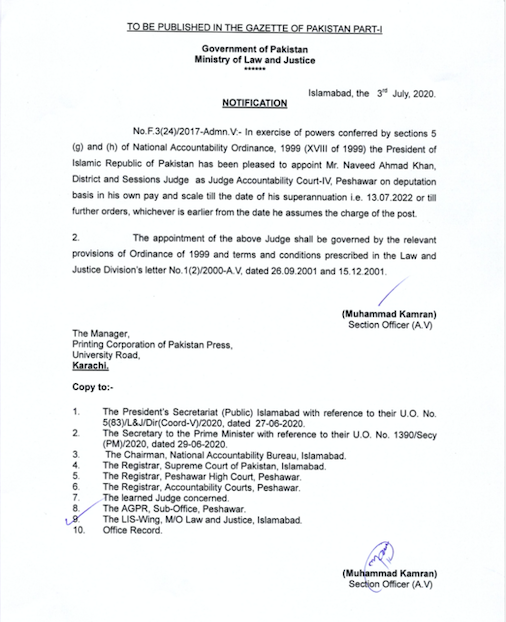 TO BE PUBLISHED IN THE GAZETTE OF PAKISTAN PART-I
Government of Pakistan
Ministry of Law and Justice
******
Islamabad, the 3rd July, 2020.
NOTIFICATION
No.F.3(24)/2017-Admn.V:- In exercise of powers conferred by sections 5
(g) and (h) of National Accountability Ordinance, 1999 (XVIII of 1999) the President of
Islamic Republic of Pakistan has been pleased to appoint Mr. Naveed Ahmad Khan,
District and Sessions Judge as Judge Accountability Court-IV, Peshawar on deputation
basis in his own pay and scale till the date of his superannuation i.e. 13.07.2022 or till
further orders, whichever is earlier from the date he assumes the charge of the post.
2. The appointment of the above Judge shall be governed by the relevant
provisions of Ordinance of 1999 and terms and conditions prescribed in the Law and
Justice Division's letter No.1(2)/2000-A.V, dated 26.09.2001 and 15.12.2001.
(Muhammad Kamran)
Section Officer (A.V)
The Manager,
Printing Corporation of Pakistan Press,
University Road,
Karachi.
Copy to:-
1. The President's Secretariat (Public) Islamabad with reference to their U.O. No.
5(83)/L&J/Dir(Coord-V)/2020, dated 27-06-2020.
2. The Secretary to the Prime Minister with reference to their U.O. No. 1390/Secy
(PM)/2020, dated 29-06-2020.
3. The Chairman, National Accountability Bureau, Islamabad.
4. The Registrar, Supreme Court of Pakistan, Islamabad.
5. The Registrar, Peshawar High Court, Peshawar.
6. The Registrar, Accountability Courts, Peshawar.
7. The learned Judge concerned.
8. The AGPR, Sub-Office, Peshawar.
9. The LIS-Wing, M/O Law and Justice, Islamabad.
10. Office Record.
(Muhammad Kamran)
Section Officer (A.V)